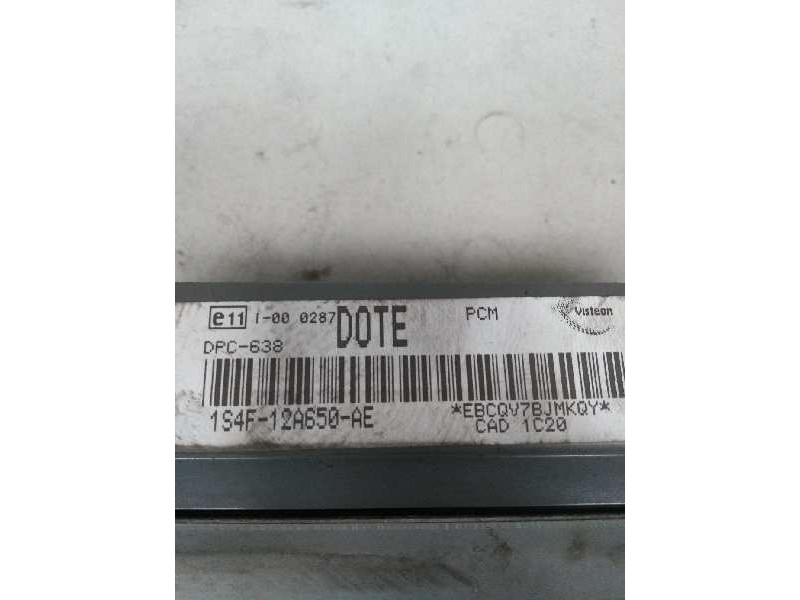 e11 I-00 0287 DOTE PCM Visteon
DPC-638
1S4F-12A650-AE *EBCQV7BJMKQY*
CAD 1C20